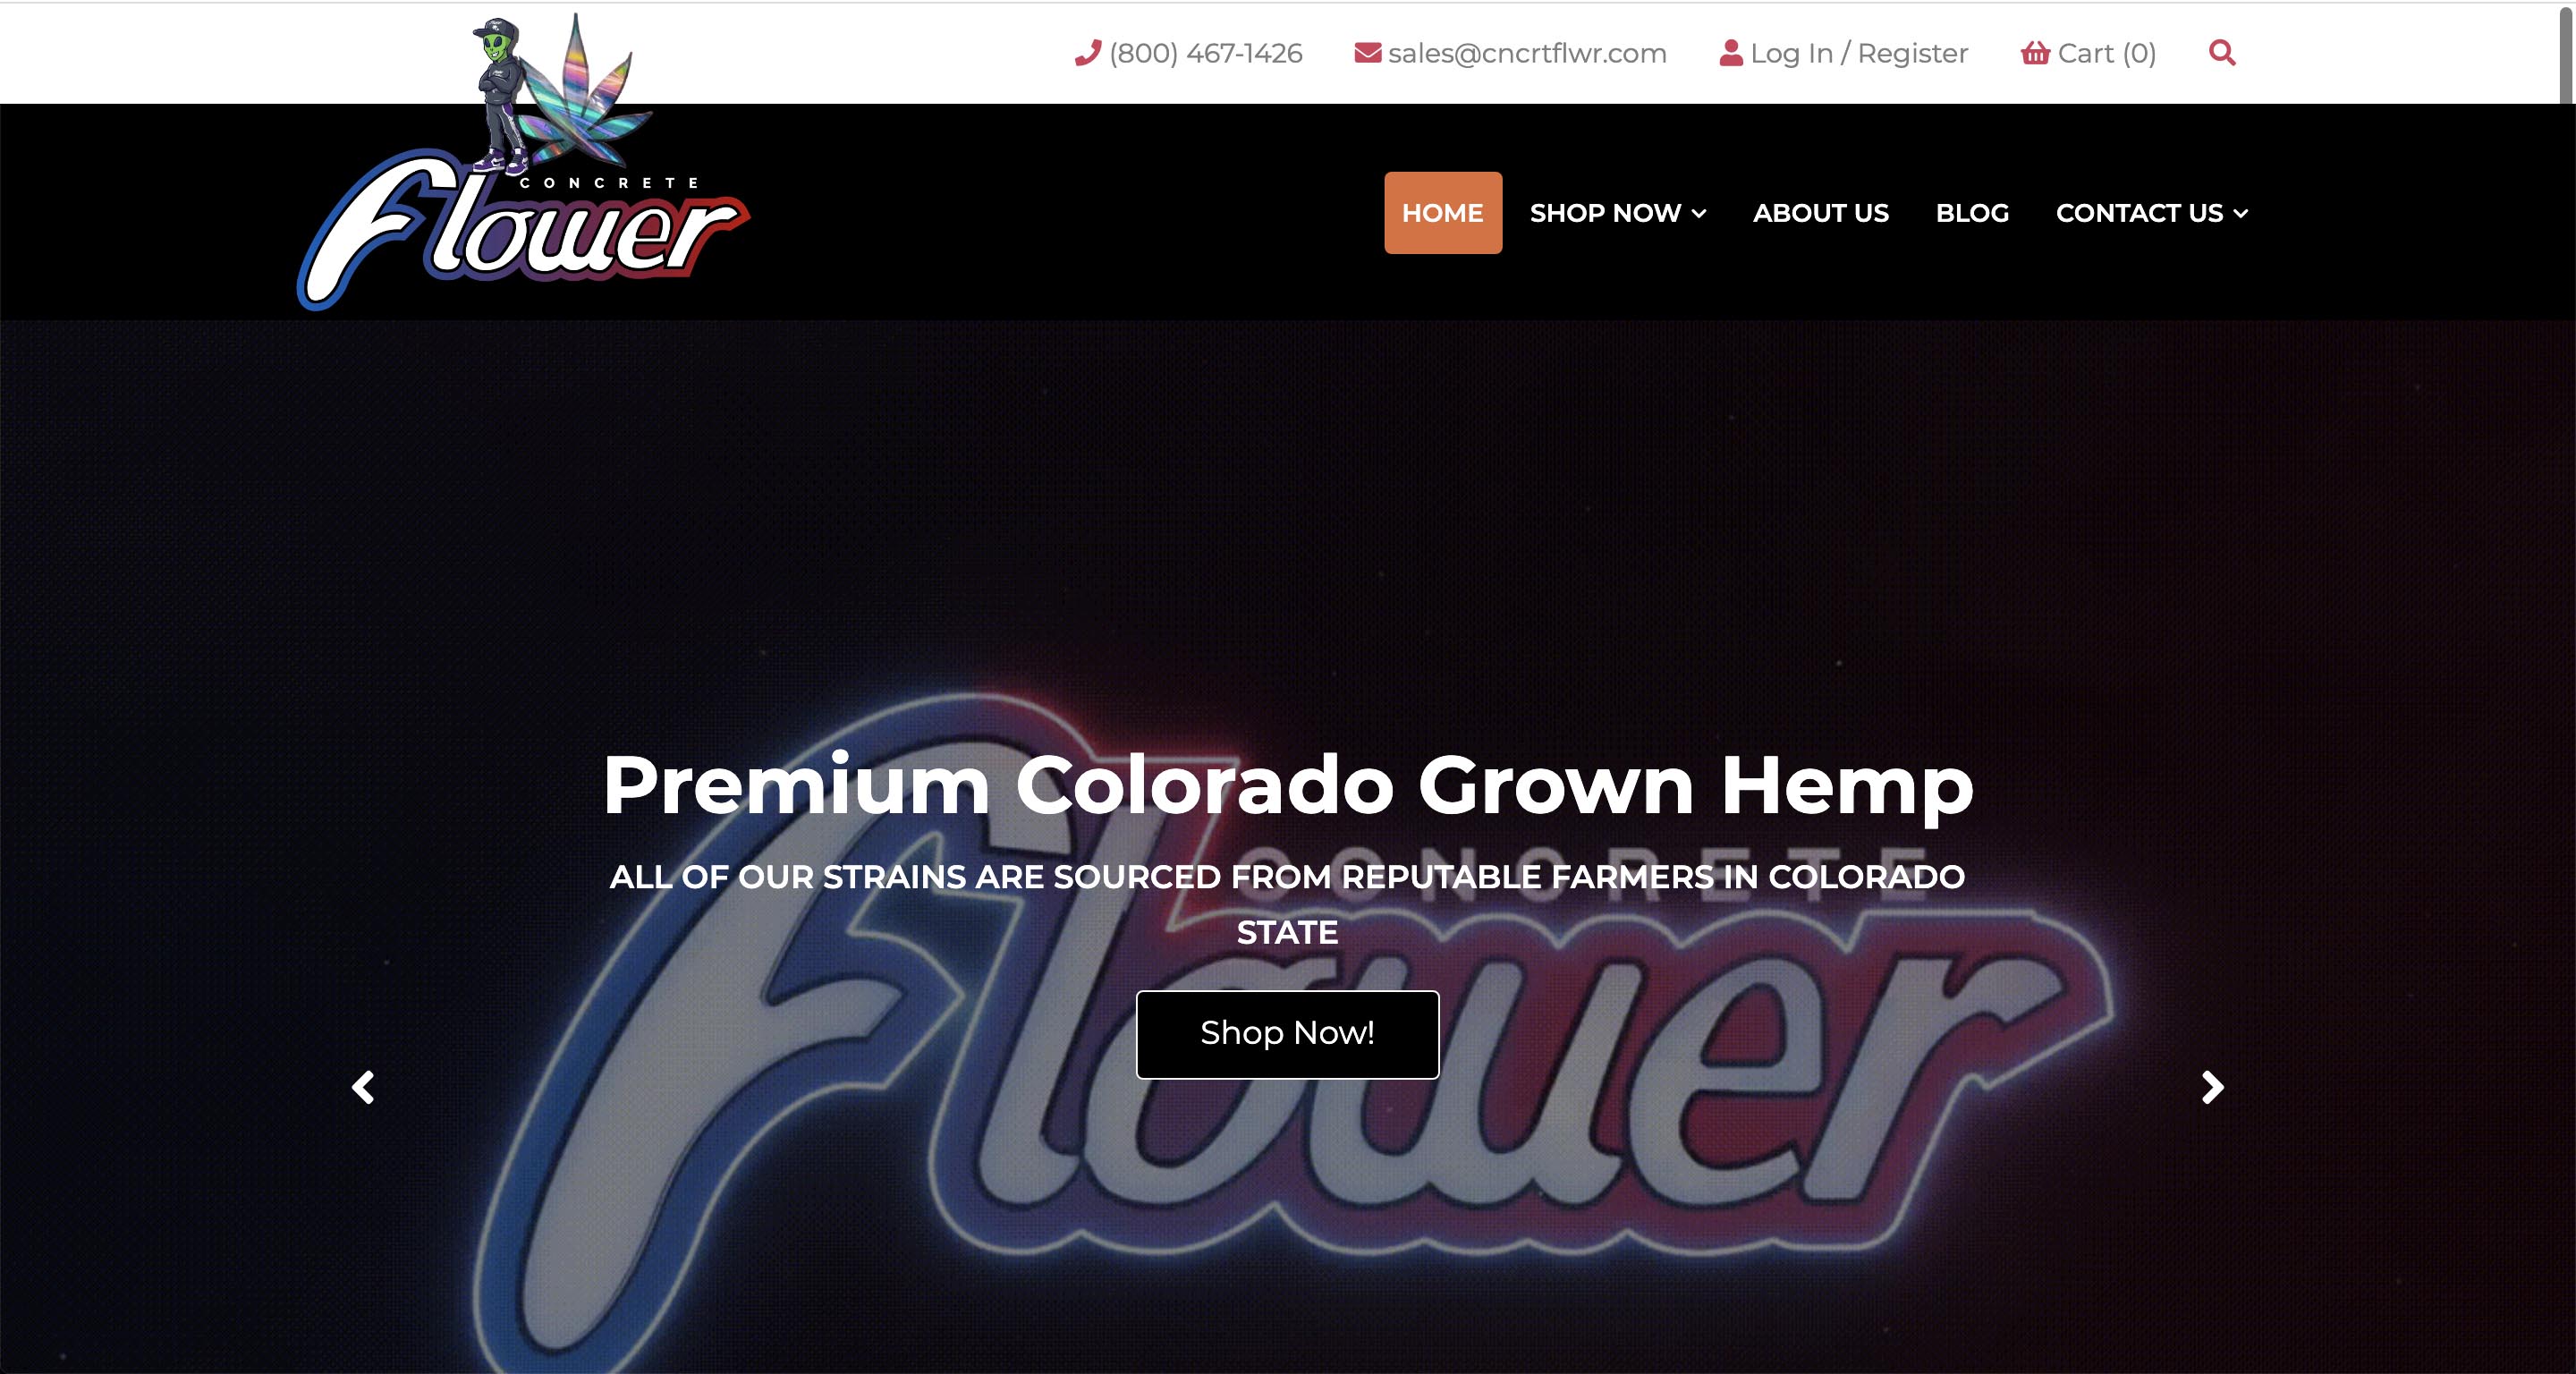 (800) 467-1426 sales@cncrtflwr.com Log In / Register Cart (0)
CONCRETE
Flower
HOME SHOP NOW ABOUT US BLOG CONTACT US
Premium Colorado Grown Hemp
CONCRETE
ALL OF OUR STRAINS ARE SOURCED FROM REPUTABLE FARMERS IN COLORADO
STATE
Flower
Shop Now!